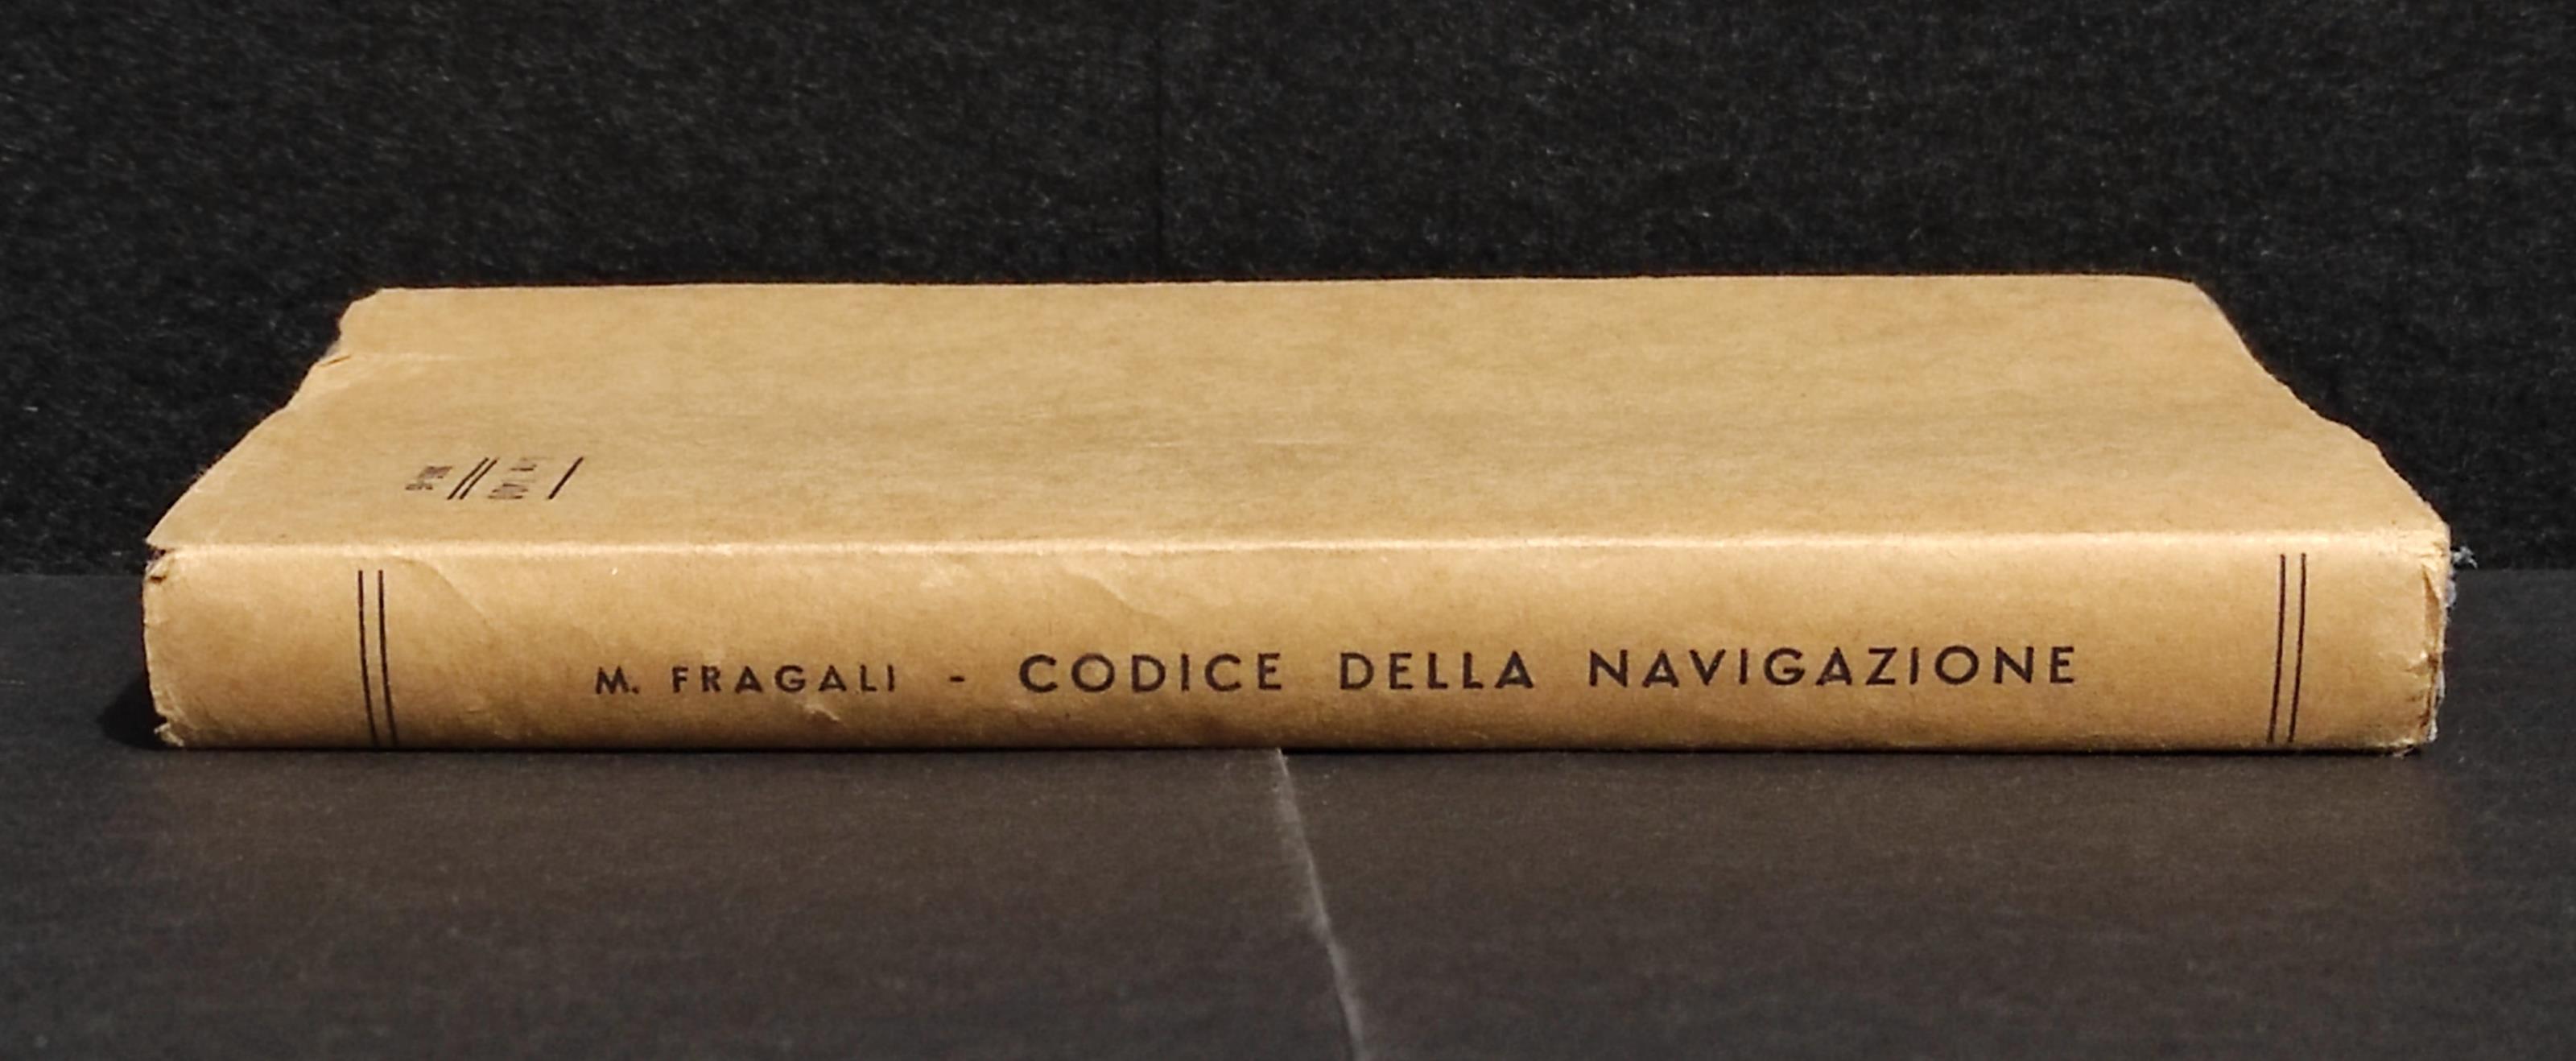 M. FRAGALI - CODICE DELLA NAVIGAZIONE